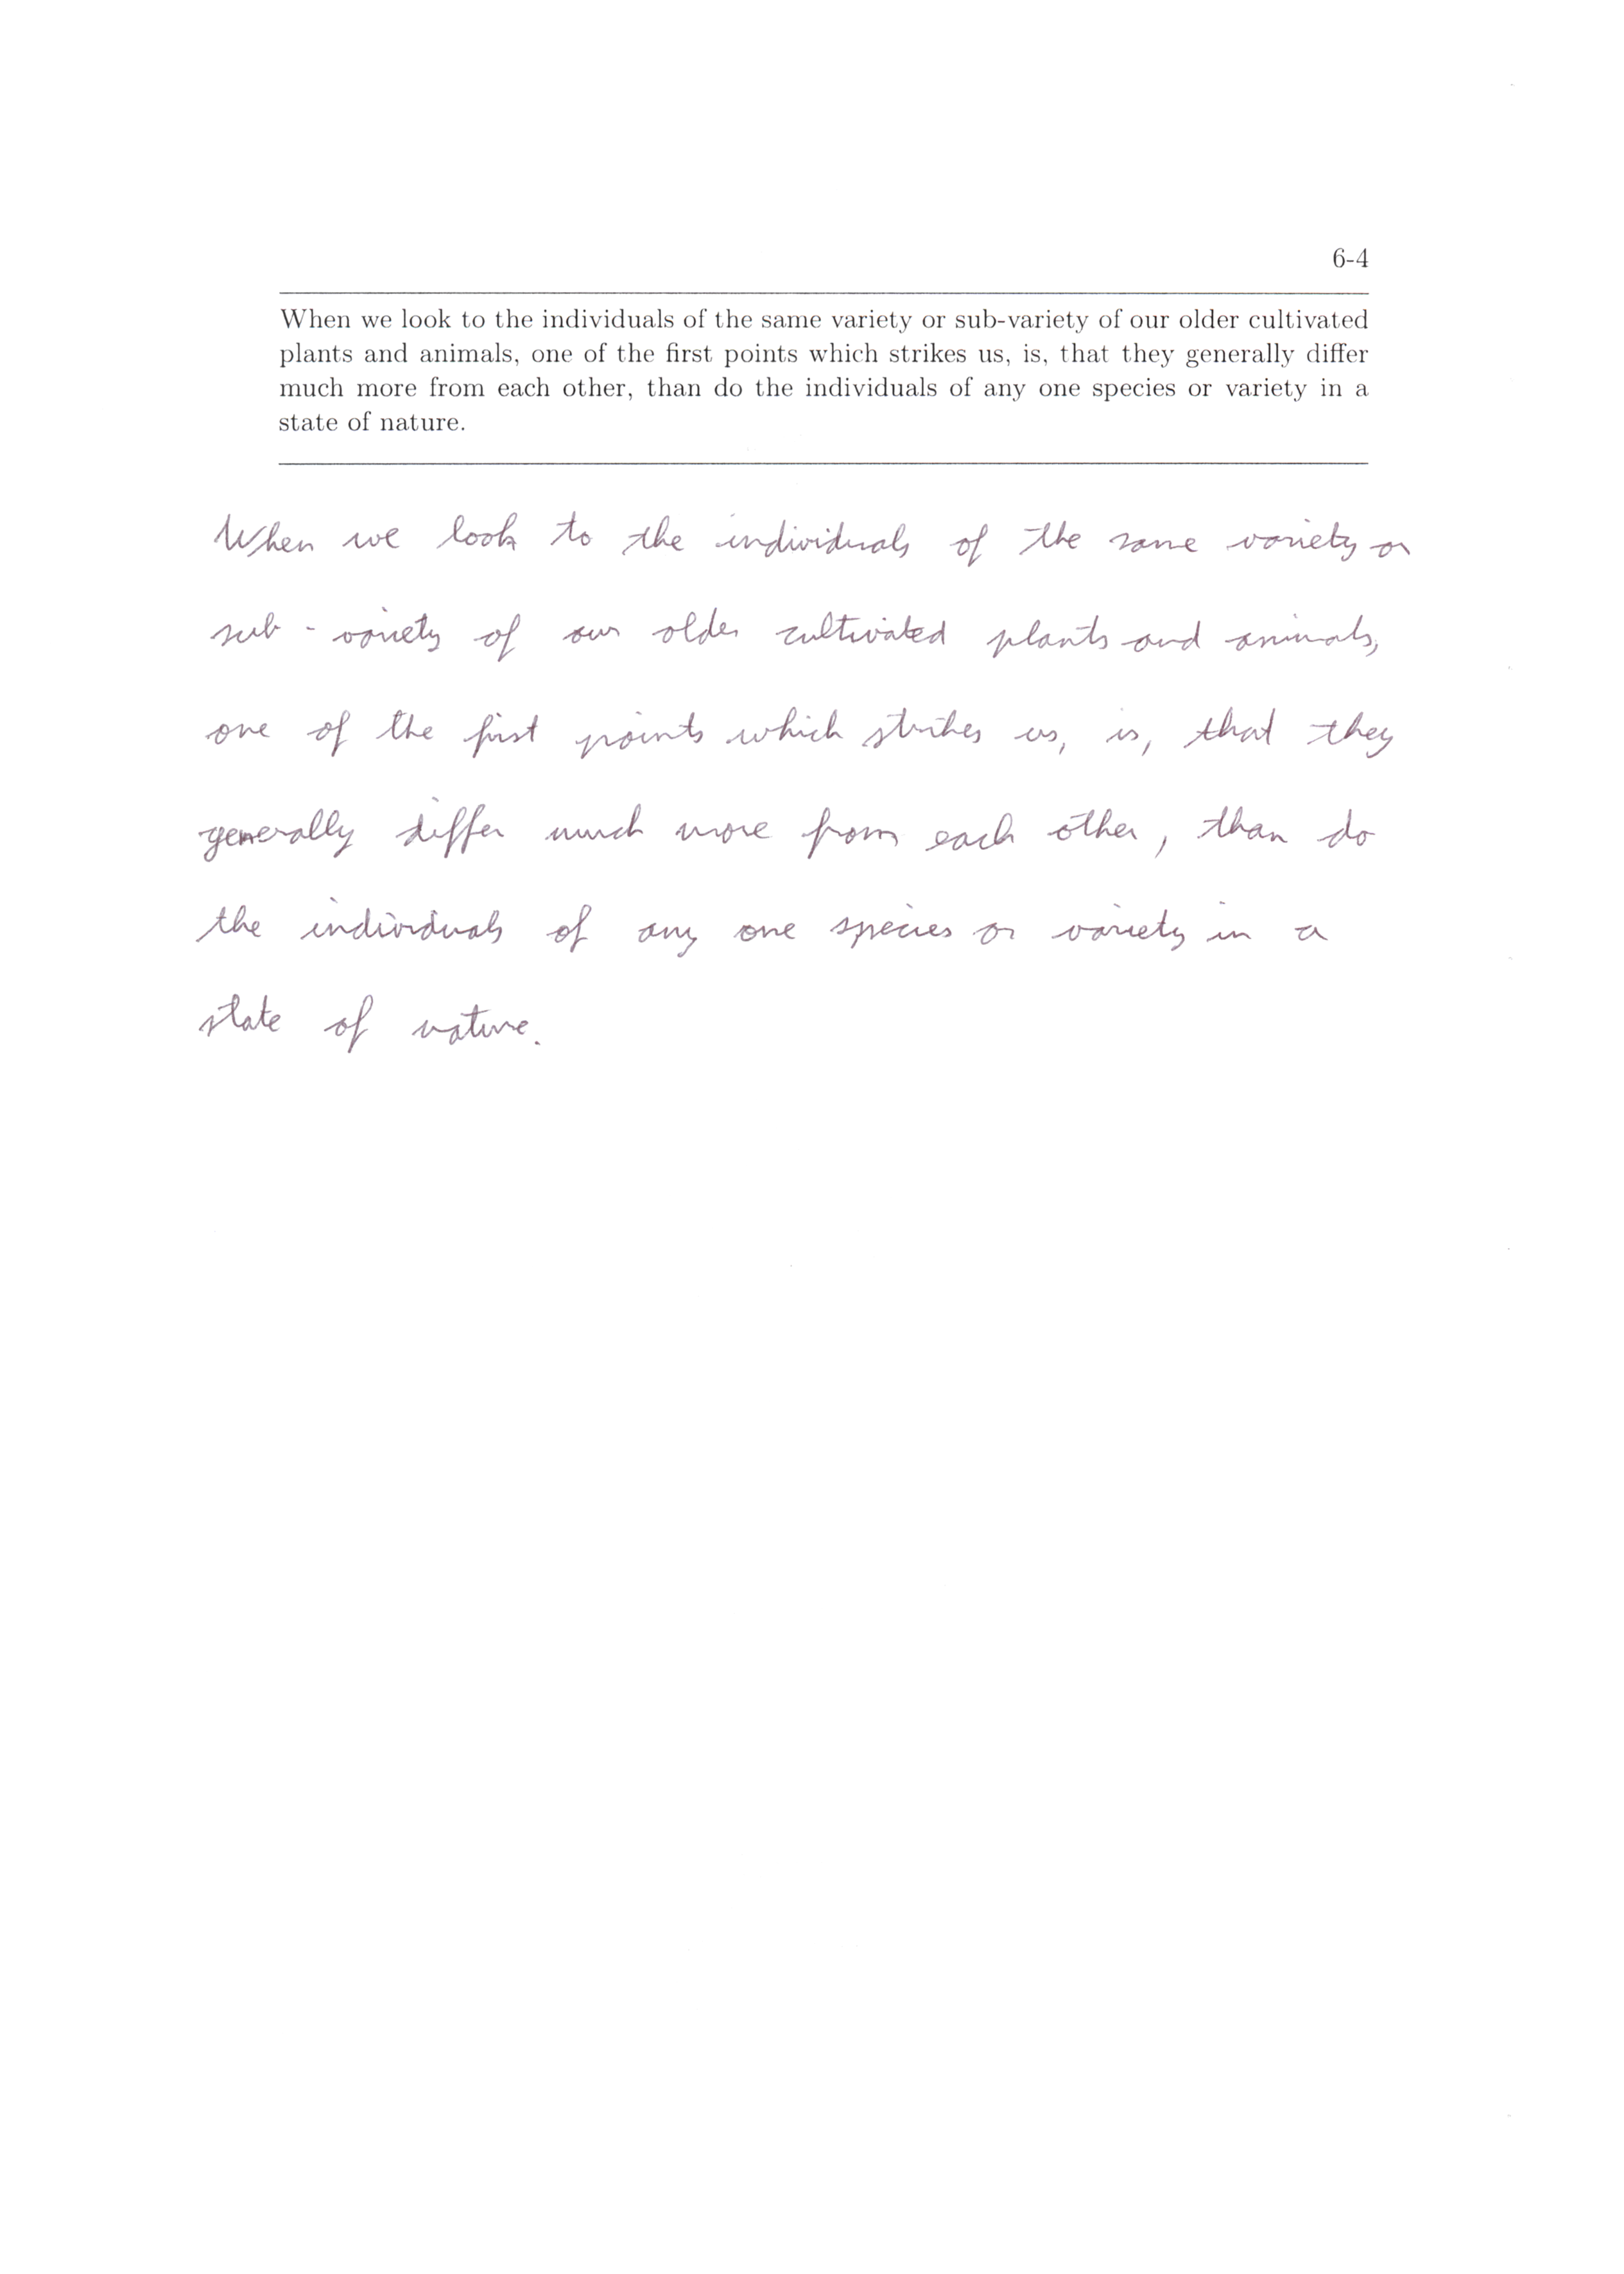 6-4
When we look to the individuals of the same variety or sub-variety of our older cultivated
plants and animals, one of the first points which strikes us, is, that they generally differ
much more from each other, than do the individuals of any one species or variety in a
state of nature.
When we look to the individuals of the same variety or
sub - variety of our older cultivated plants and animals,
one of the first points which strikes us, is, that they
generally differ much more from each other, than do
the individuals of any one species or variety in a
state of nature.